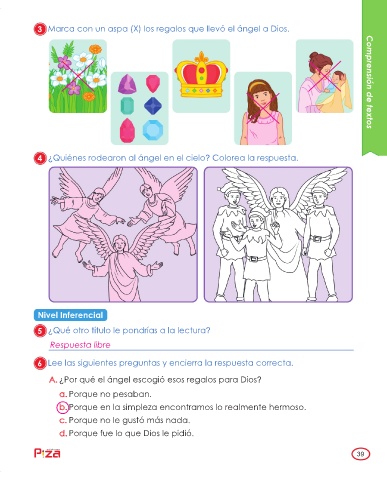 3 Marca con un aspa (X) los regalos que llevó el ángel a Dios.
Comprensión de textos
4 ¿Quiénes rodearon al ángel en el cielo? Colorea la respuesta.
Nivel Inferencial
5 ¿Qué otro título le pondrías a la lectura?
Respuesta libre
6 Lee las siguientes preguntas y encierra la respuesta correcta.
A. ¿Por qué el ángel escogió esos regalos para Dios?
a. Porque no pesaban.
b. Porque en la simpleza encontramos lo realmente hermoso.
c. Porque no le gustó más nada.
d. Porque fue lo que Dios le pidió.
Piza
39